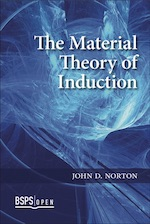 The Material
Theory of
Induction
JOHN D. NORTON
BSPS OPEN